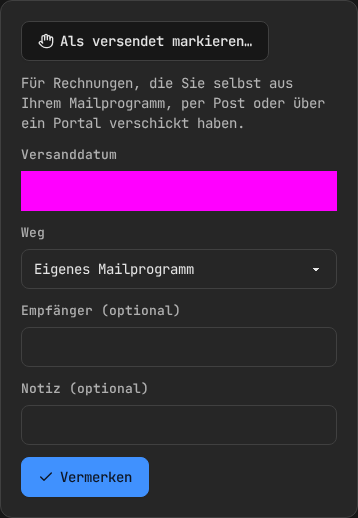 Als versendet markieren…
Für Rechnungen, die Sie selbst aus
Ihrem Mailprogramm, per Post oder über
ein Portal verschickt haben.
Versanddatum
Weg
Eigenes Mailprogramm
Empfänger (optional)
Notiz (optional)
Vermerken